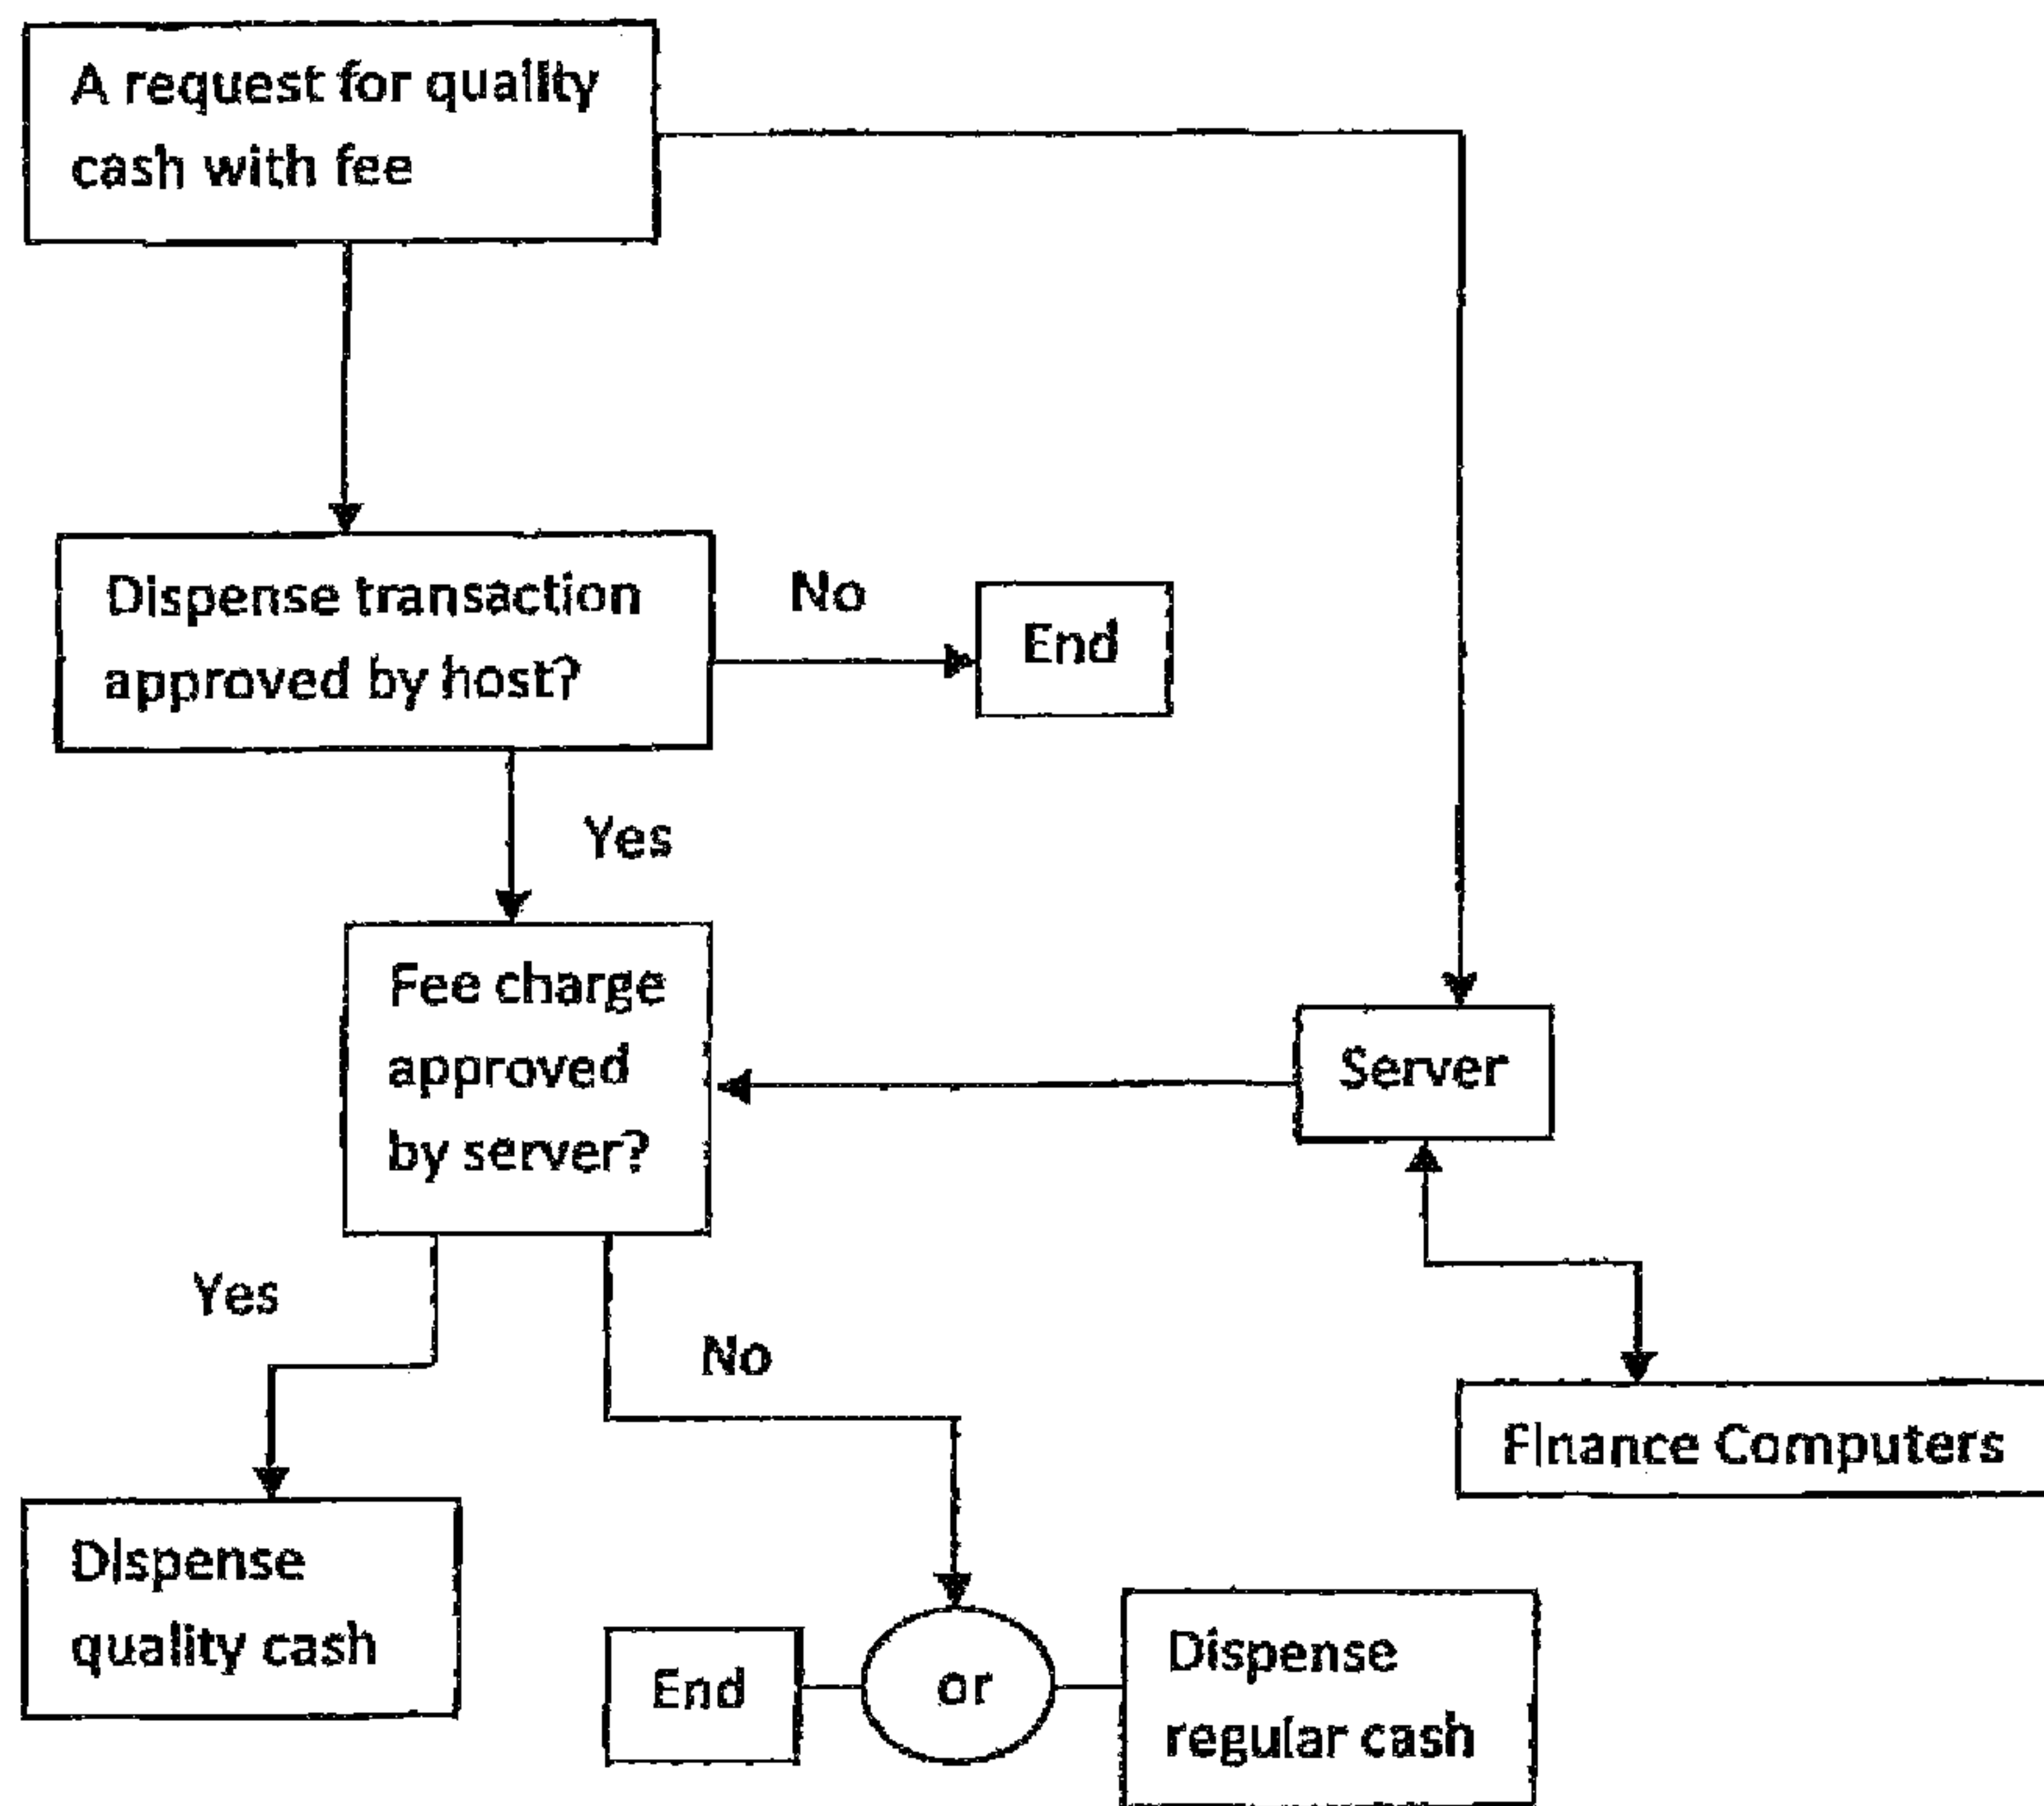 A request for quality
cash with fee
Dispense transaction
approved by host?
No
End
Yes
Fee charge
approved
by server?
Server
Yes
No
Finance Computers
Dispense
quality cash
End
or
Dispense
regular cash